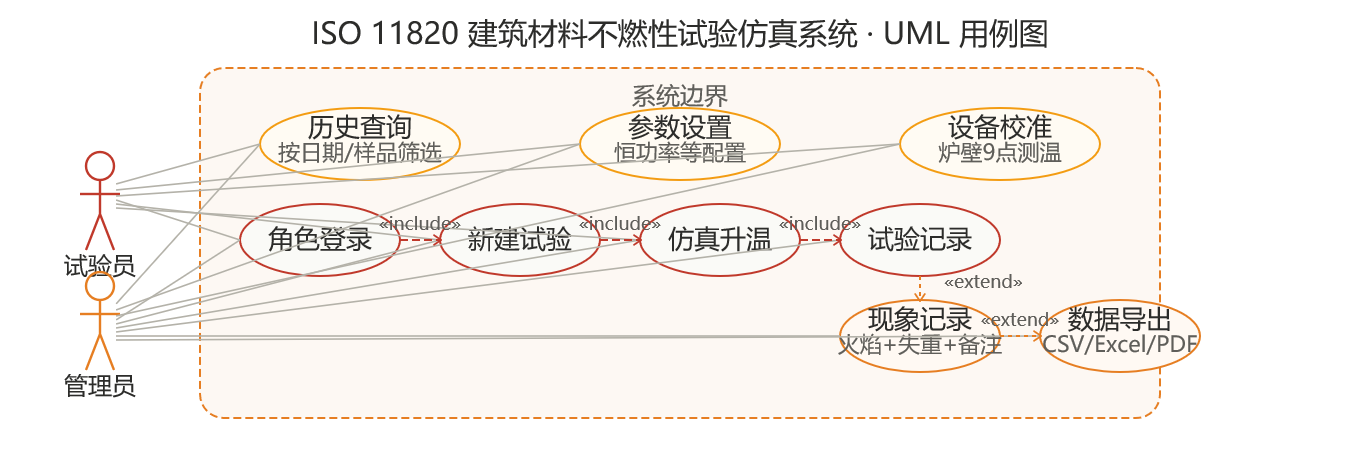 ISO 11820 建筑材料不燃性试验仿真系统 · UML 用例图
系统边界
历史查询
按日期/样品筛选
参数设置
恒功率等配置
设备校准
炉壁9点测温
试验员
角色登录
«include»
新建试验
«include»
仿真升温
«include»
试验记录
«extend»
管理员
现象记录
火焰+失重+备注
«extend»
数据导出
CSV/Excel/PDF